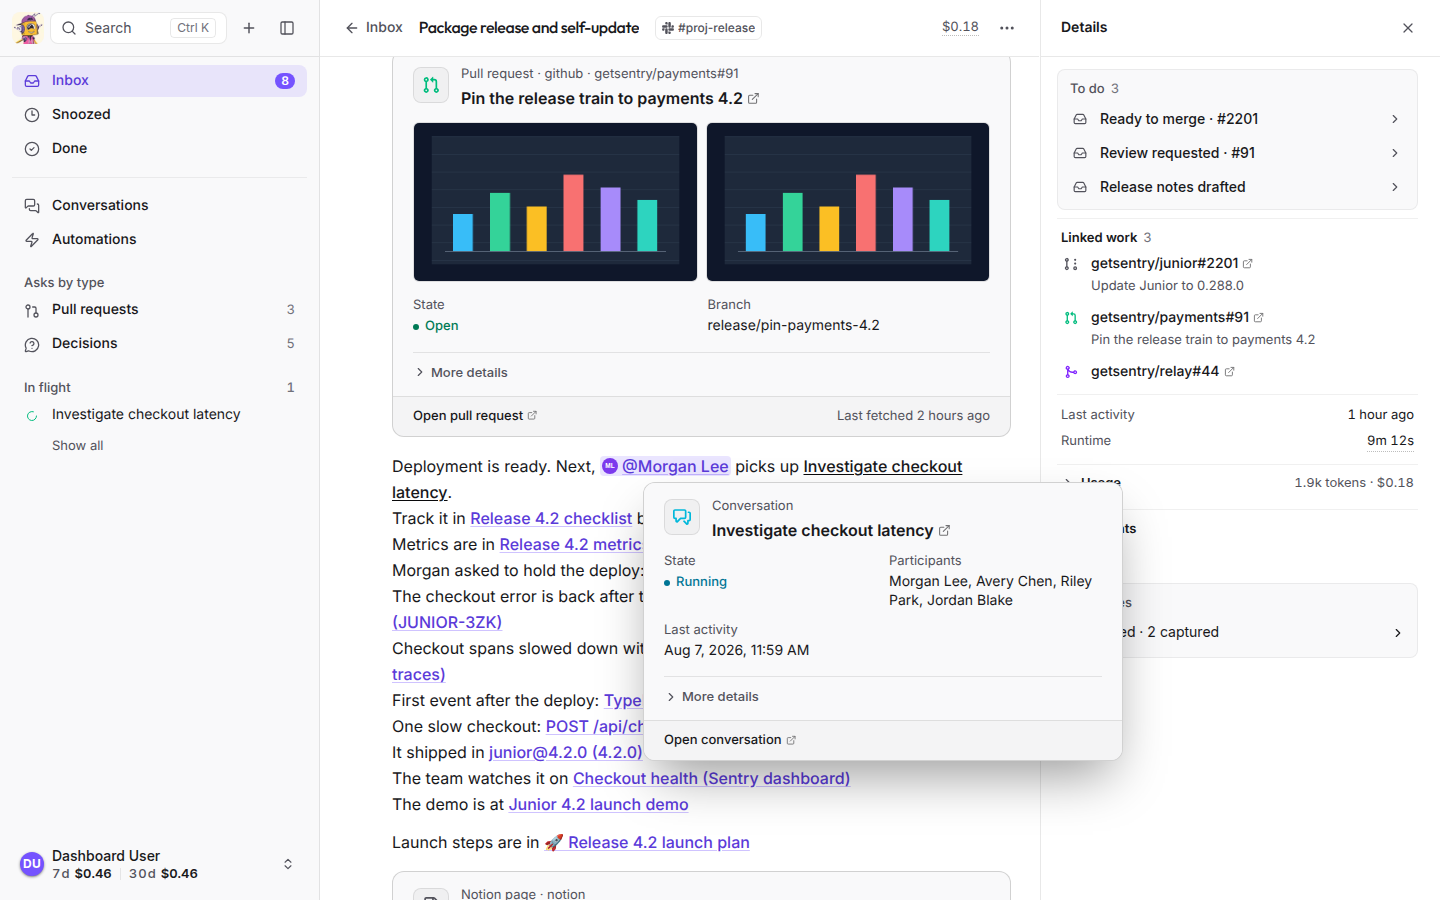 Search
Ctrl K
Inbox
8
Snoozed
Done
Conversations
Automations
Asks by type
Pull requests
3
Decisions
5
In flight
1
Investigate checkout latency
Show all
DU
Dashboard User
7d $0.46
30d $0.46
Inbox
Package release and self-update
#proj-release
$0.18
Pull request · github · getsentry/payments#91
Pin the release train to payments 4.2
State
Open
Branch
release/pin-payments-4.2
More details
Open pull request
Last fetched 2 hours ago
Deployment is ready. Next, ML @Morgan Lee picks up Investigate checkout
latency.
Track it in Release 4.2 checklist
Metrics are in Release 4.2 metric
Morgan asked to hold the deploy:
The checkout error is back after
(JUNIOR-3ZK)
Checkout spans slowed down
traces)
First event after the deploy: Type
One slow checkout: POST
It shipped in junior@4.2.0 (4.2.0)
The team watches it on Checkout health (Sentry dashboard)
The demo is at Junior 4.2 launch demo
Launch steps are in 🚀 Release 4.2 launch plan
Notion page · notion
Conversation
Investigate checkout latency
State
Running
Participants
Morgan Lee, Avery Chen, Riley
Park, Jordan Blake
Last activity
Aug 7, 2026, 11:59 AM
More details
Open conversation
Details
To do 3
Ready to merge · #2201
Review requested · #91
Release notes drafted
Linked work 3
getsentry/junior#2201
Update Junior to 0.288.0
getsentry/payments#91
Pin the release train to payments 4.2
getsentry/relay#44
Last activity
1 hour ago
Runtime
9m 12s
1.9k tokens · $0.18
· 2 captured